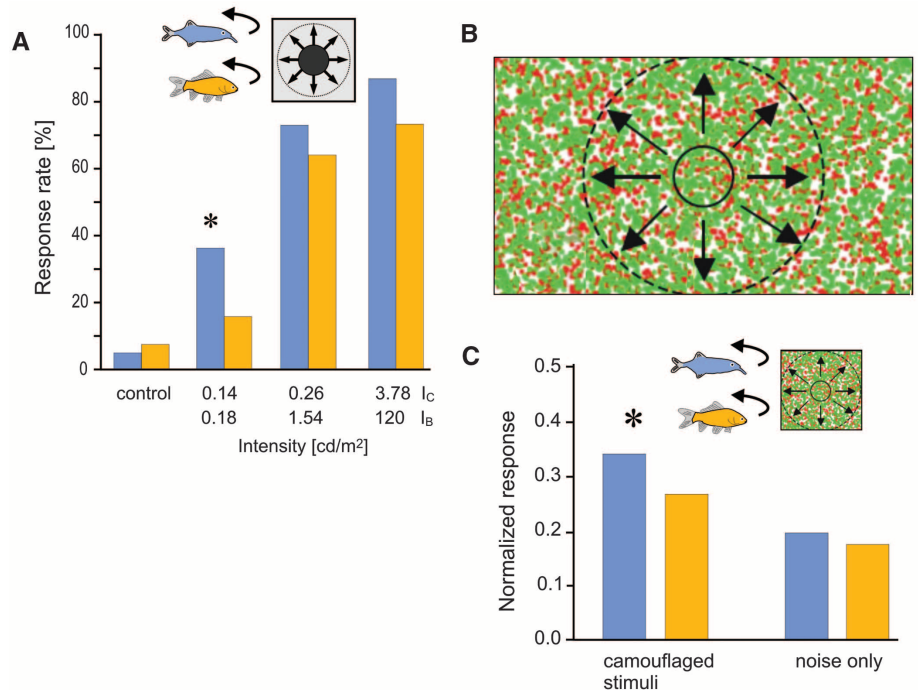 A
Response rate [%]
100
80
60
40
20
0
*
control 0.14 0.26 3.78 I_C
0.18 1.54 120 I_B
Intensity [cd/m²]
B
C
Normalized response
0.5
0.4
0.3
0.2
0.1
0.0
*
camouflaged stimuli
noise only